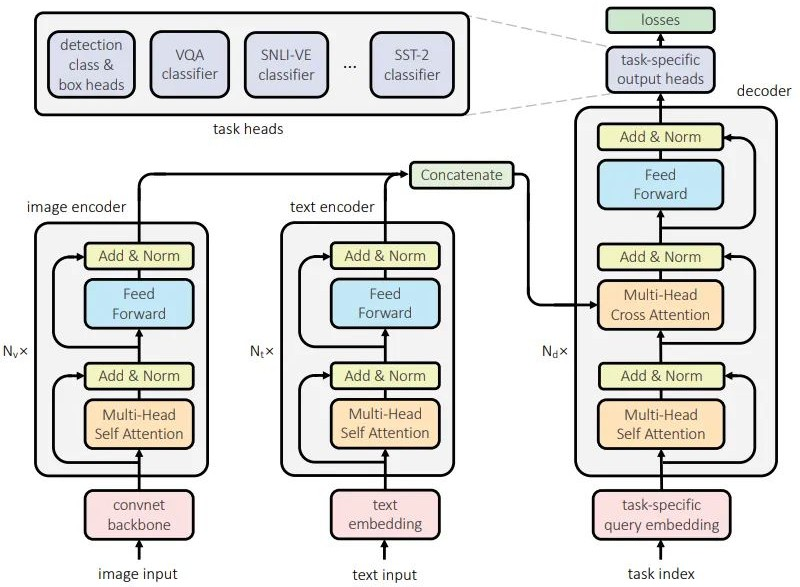 losses
detection
class &
box heads
VQA
classifier
SNLI-VE
classifier
...
SST-2
classifier
task heads
task-specific
output heads
decoder
Add & Norm
Feed
Forward
Concatenate
image encoder
Add & Norm
Feed
Forward
Nv×
Add & Norm
Multi-Head
Self Attention
convnet
backbone
image input
text encoder
Add & Norm
Feed
Forward
Nt×
Add & Norm
Multi-Head
Self Attention
text
embedding
text input
Add & Norm
Multi-Head
Cross Attention
Nd×
Add & Norm
Multi-Head
Self Attention
task-specific
query embedding
task index